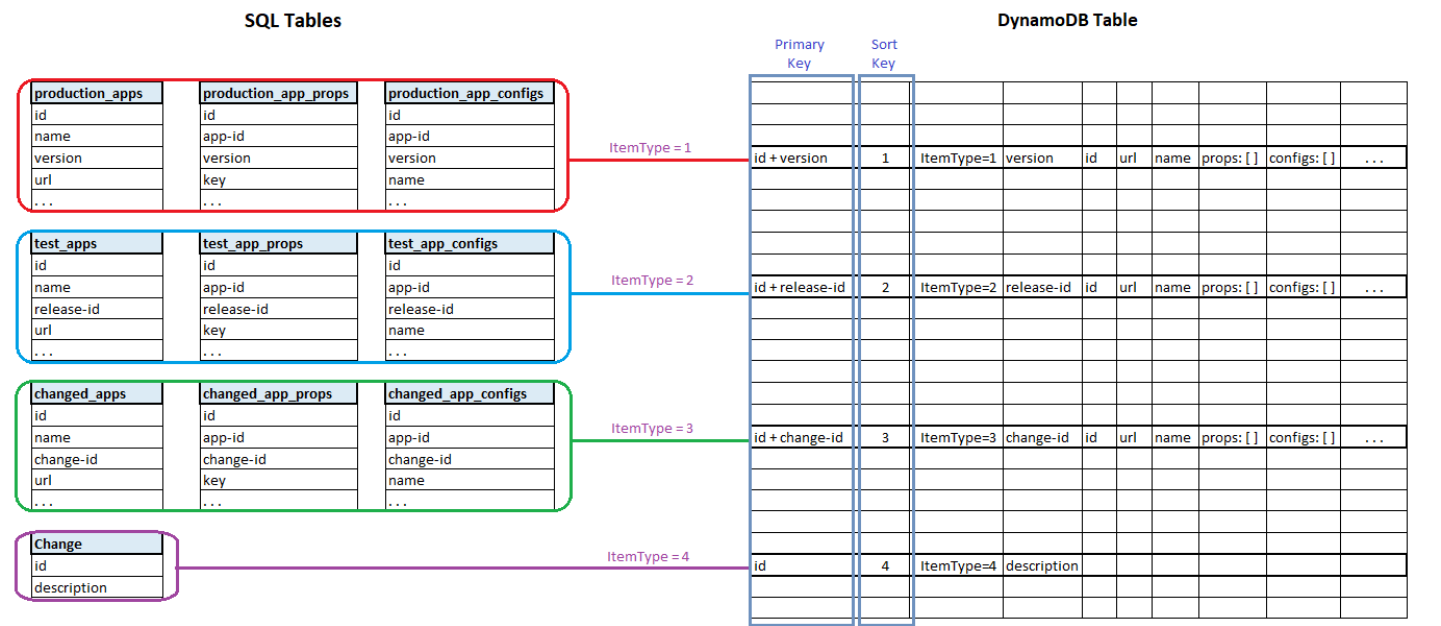 SQL Tables
DynamoDB Table
Primary Key
Sort Key
production_apps production_app_props production_app_configs
id id id
name app-id app-id
version version version
url key name
... ... ...
ItemType = 1
id + version 1 ItemType=1 version id url name props: [ ] configs: [ ] ...
test_apps test_app_props test_app_configs
id id id
name app-id app-id
release-id release-id release-id
url key name
... ... ...
ItemType = 2
id + release-id 2 ItemType=2 release-id id url name props: [ ] configs: [ ] ...
changed_apps changed_app_props changed_app_configs
id id id
name app-id app-id
change-id change-id change-id
url key name
... ... ...
ItemType = 3
id + change-id 3 ItemType=3 change-id id url name props: [ ] configs: [ ] ...
Change
id
description
ItemType = 4
id 4 ItemType=4 description